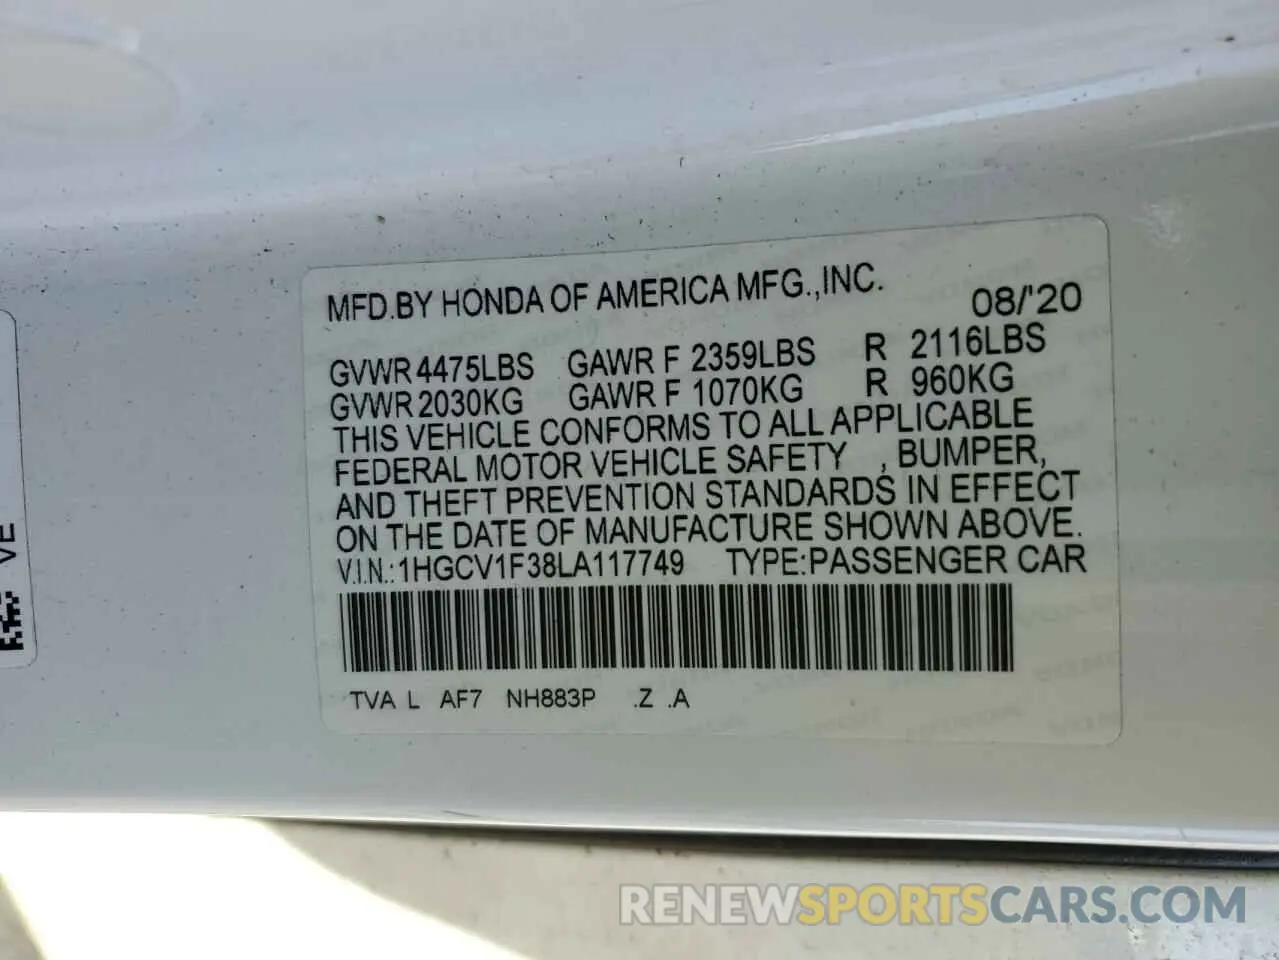 MFD.BY HONDA OF AMERICA MFG.,INC.
08/'20
GVWR 4475LBS GAWR F 2359LBS R 2116LBS
GVWR 2030KG GAWR F 1070KG R 960KG
THIS VEHICLE CONFORMS TO ALL APPLICABLE
FEDERAL MOTOR VEHICLE SAFETY , BUMPER,
AND THEFT PREVENTION STANDARDS IN EFFECT
ON THE DATE OF MANUFACTURE SHOWN ABOVE.
V.I.N.:1HGCV1F38LA117749 TYPE:PASSENGER CAR
TVA L AF7 NH883P .Z .A
VE
RENEWSPORTSCARS.COM